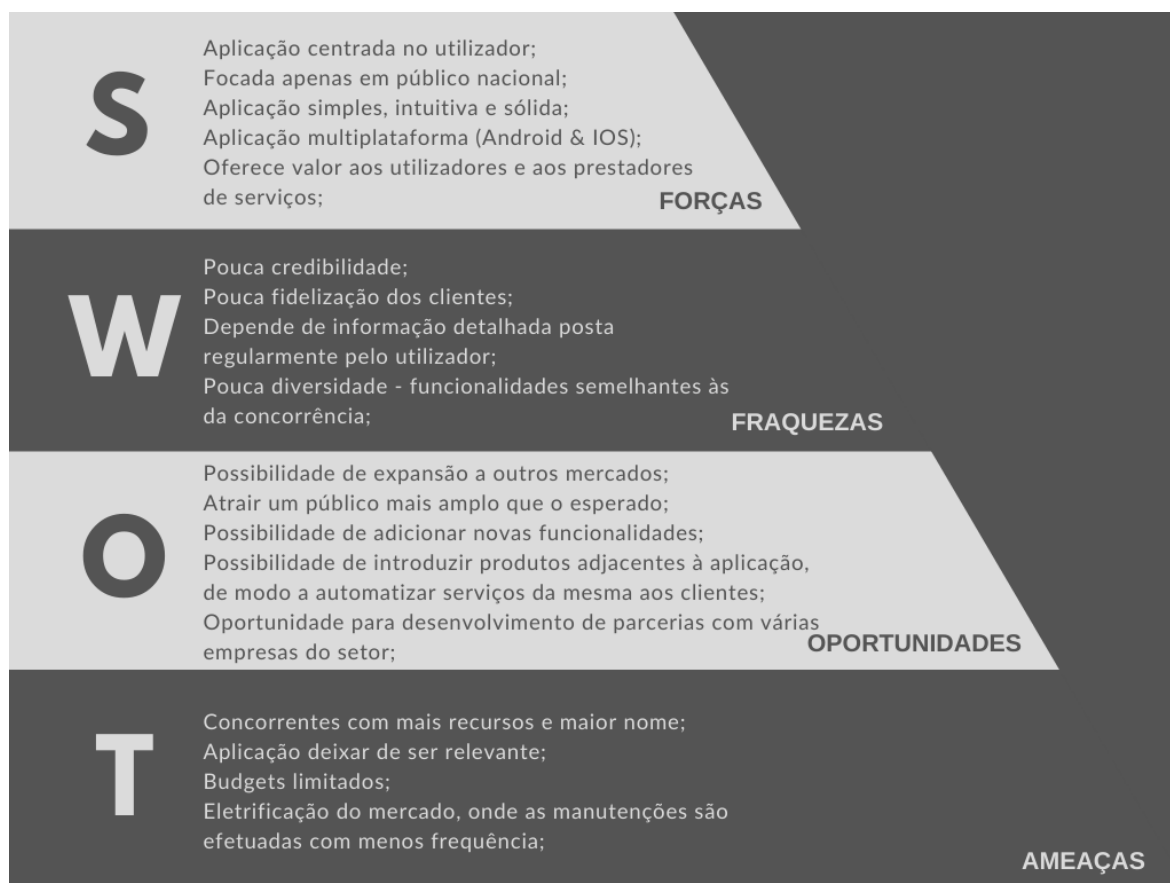 S
Aplicação centrada no utilizador;
Focada apenas em público nacional;
Aplicação simples, intuitiva e sólida;
Aplicação multiplataforma (Android & IOS);
Oferece valor aos utilizadores e aos prestadores
de serviços;
FORÇAS
W
Pouca credibilidade;
Pouca fidelização dos clientes;
Depende de informação detalhada posta
regularmente pelo utilizador;
Pouca diversidade - funcionalidades semelhantes às
da concorrência;
FRAQUEZAS
O
Possibilidade de expansão a outros mercados;
Atrair um público mais amplo que o esperado;
Possibilidade de adicionar novas funcionalidades;
Possibilidade de introduzir produtos adjacentes à aplicação,
de modo a automatizar serviços da mesma aos clientes;
Oportunidade para desenvolvimento de parcerias com várias
empresas do setor;
OPORTUNIDADES
T
Concorrentes com mais recursos e maior nome;
Aplicação deixar de ser relevante;
Budgets limitados;
Eletrificação do mercado, onde as manutenções são
efetuadas com menos frequência;
AMEAÇAS